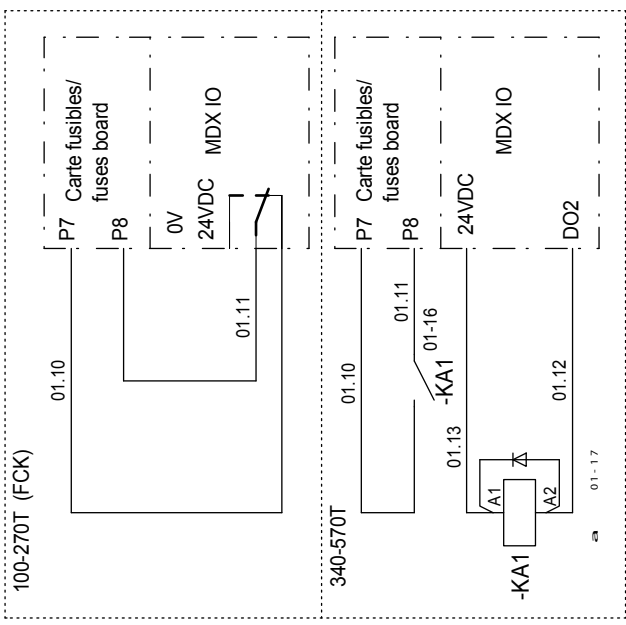 100-270T (FCK)
01.10
01.11
P7
P8
Carte fusibles/
fuses board
0V
24VDC
MDX IO
340-570T
01.10
01.11
01-16
-KA1
P7
P8
Carte fusibles/
fuses board
01.13
24VDC
MDX IO
A1
A2
-KA1
01.12
DO2
a 01-17